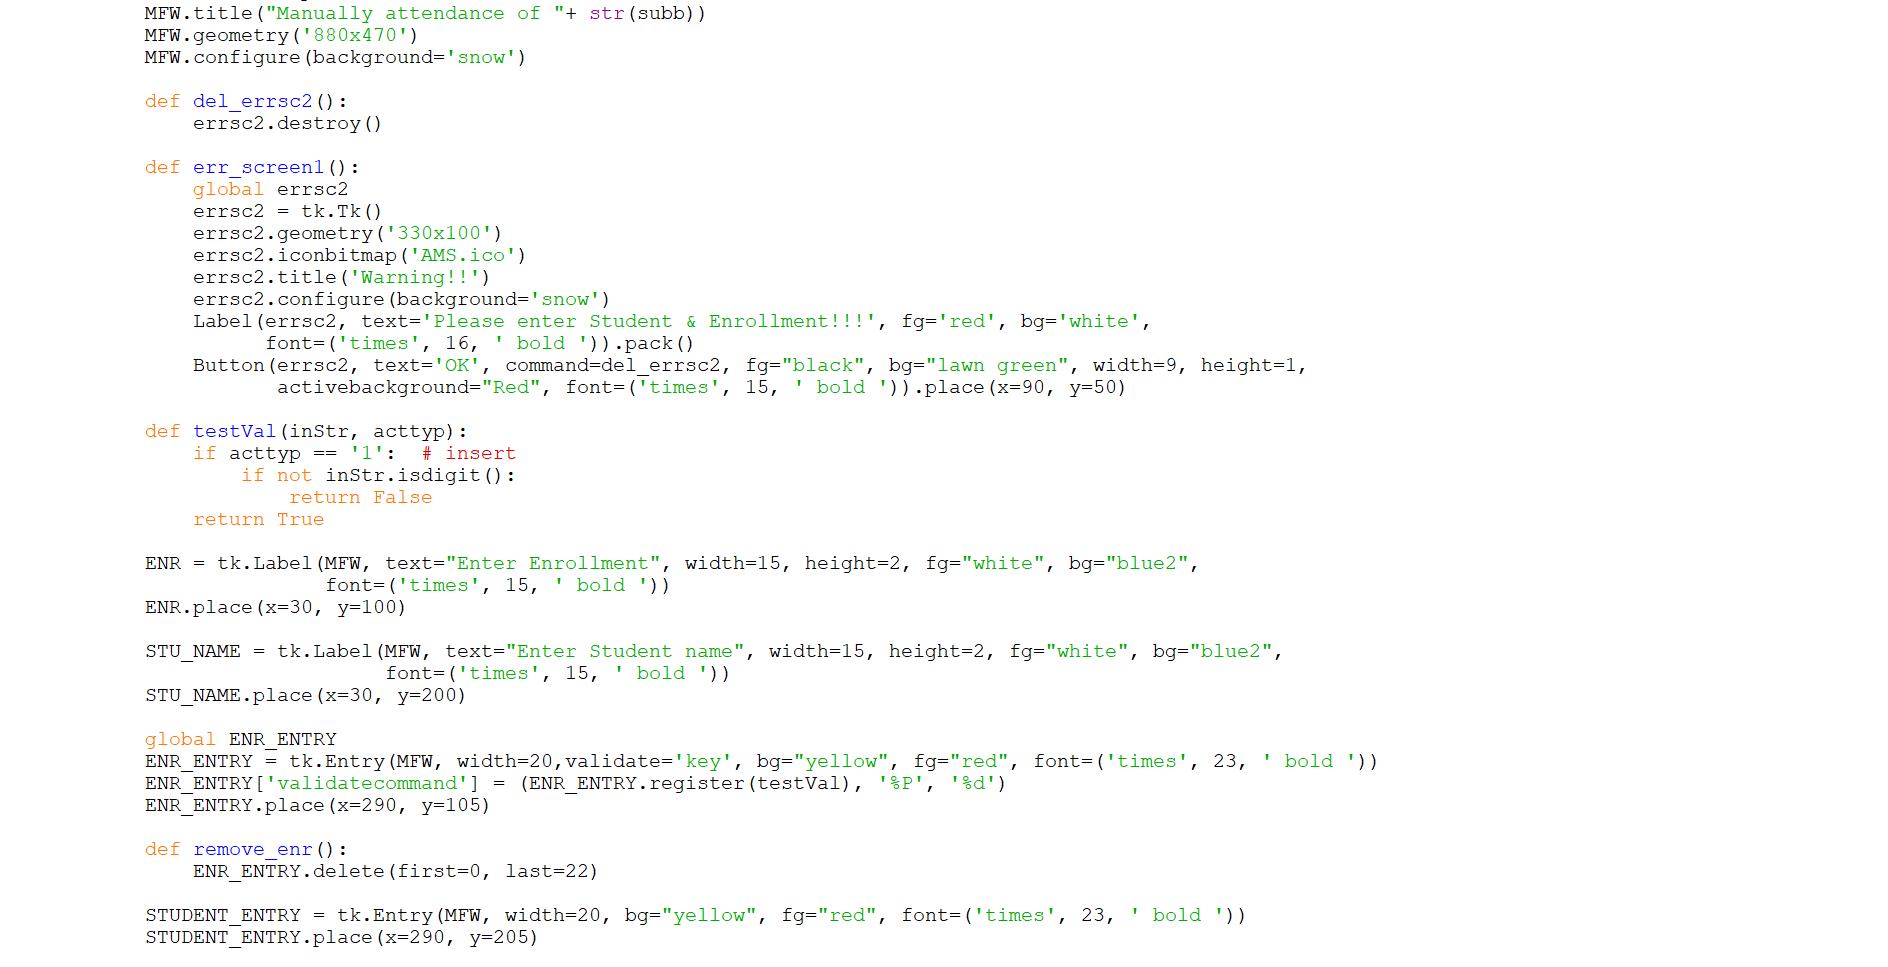 MFW.title("Manually attendance of "+ str(subb))
MFW.geometry('880x470')
MFW.configure(background='snow')

def del_errsc2():
    errsc2.destroy()

def err_screen1():
    global errsc2
    errsc2 = tk.Tk()
    errsc2.geometry('330x100')
    errsc2.iconbitmap('AMS.ico')
    errsc2.title('Warning!!')
    errsc2.configure(background='snow')
    Label(errsc2, text='Please enter Student & Enrollment!!!', fg='red', bg='white',
          font=('times', 16, ' bold ')).pack()
    Button(errsc2, text='OK', command=del_errsc2, fg="black", bg="lawn green", width=9, height=1,
           activebackground="Red", font=('times', 15, ' bold ')).place(x=90, y=50)

def testVal(inStr, acttyp):
    if acttyp == '1':  # insert
        if not inStr.isdigit():
            return False
    return True

ENR = tk.Label(MFW, text="Enter Enrollment", width=15, height=2, fg="white", bg="blue2",
               font=('times', 15, ' bold '))
ENR.place(x=30, y=100)

STU_NAME = tk.Label(MFW, text="Enter Student name", width=15, height=2, fg="white", bg="blue2",
                    font=('times', 15, ' bold '))
STU_NAME.place(x=30, y=200)

global ENR_ENTRY
ENR_ENTRY = tk.Entry(MFW, width=20,validate='key', bg="yellow", fg="red", font=('times', 23, ' bold '))
ENR_ENTRY['validatecommand'] = (ENR_ENTRY.register(testVal), '%P', '%d')
ENR_ENTRY.place(x=290, y=105)

def remove_enr():
    ENR_ENTRY.delete(first=0, last=22)

STUDENT_ENTRY = tk.Entry(MFW, width=20, bg="yellow", fg="red", font=('times', 23, ' bold '))
STUDENT_ENTRY.place(x=290, y=205)